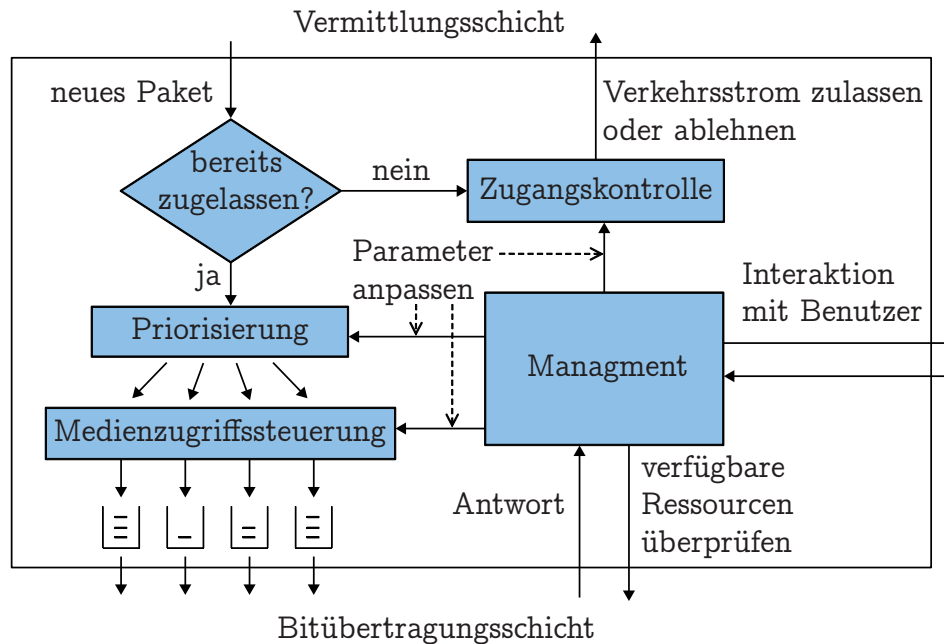 Vermittlungsschicht
neues Paket
Verkehrsstrom zulassen
oder ablehnen
bereits
zugelassen?
nein
Zugangskontrolle
Parameter
anpassen
ja
Interaktion
mit Benutzer
Priorisierung
Managment
Medienzugriffssteuerung
Antwort
verfügbare
Ressourcen
überprüfen
Bitübertragungsschicht